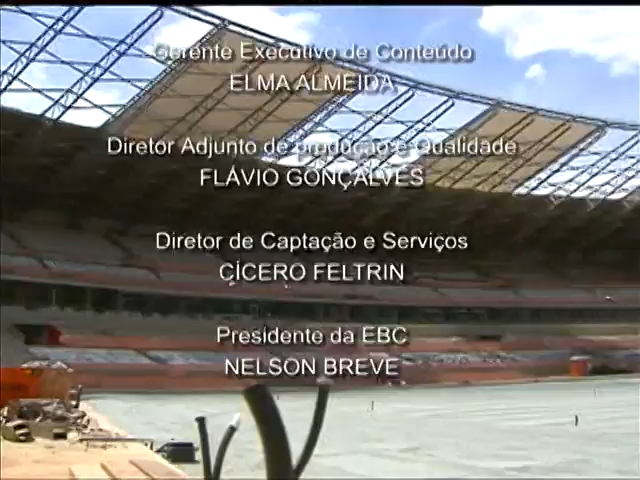 Gerente Executivo de Conteúdo
ELMA ALMEIDA
Diretor Adjunto de produção e Qualidade
FLÁVIO GONÇALVES
Diretor de Captação e Serviços
CÍCERO FELTRIN
Presidente da EBC
NELSON BREVE